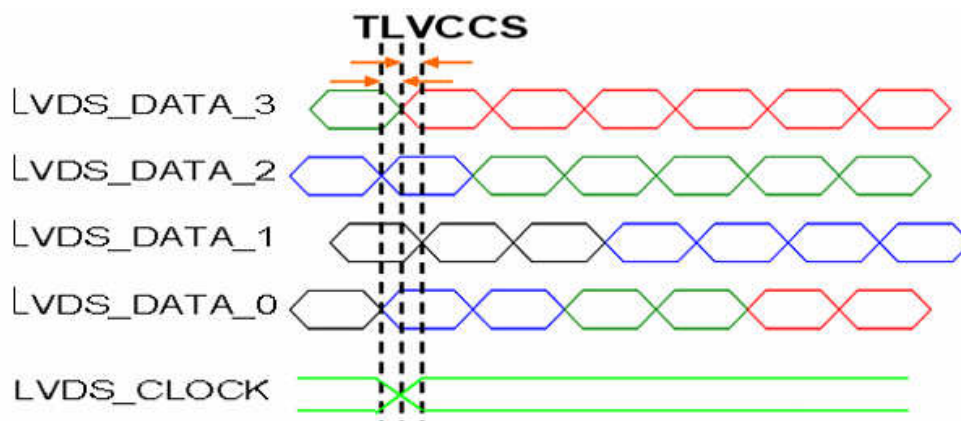 TLVCCS
LVDS_DATA_3
LVDS_DATA_2
LVDS_DATA_1
LVDS_DATA_0
LVDS_CLOCK